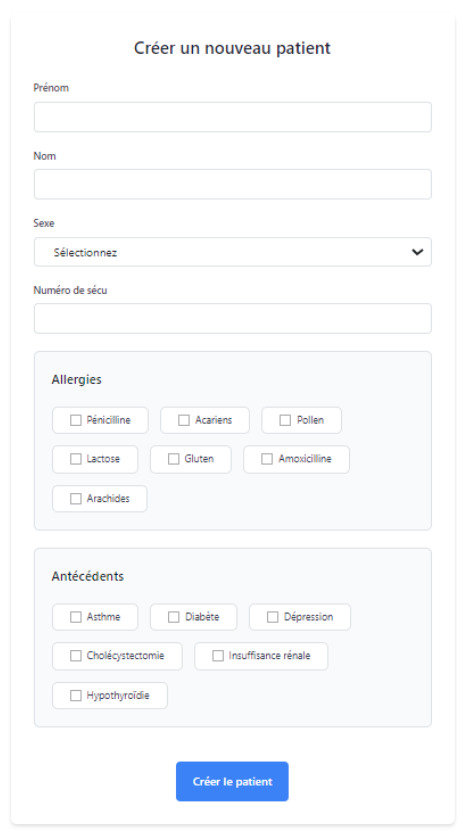 Créer un nouveau patient
Prénom
Nom
Sexe
Sélectionnez
Numéro de sécu
Allergies
Pénicilline Acariens Pollen
Lactose Gluten Amoxicilline
Arachides
Antécédents
Asthme Diabète Dépression
Cholécystectomie Insuffisance rénale
Hypothyroïdie
Créer le patient